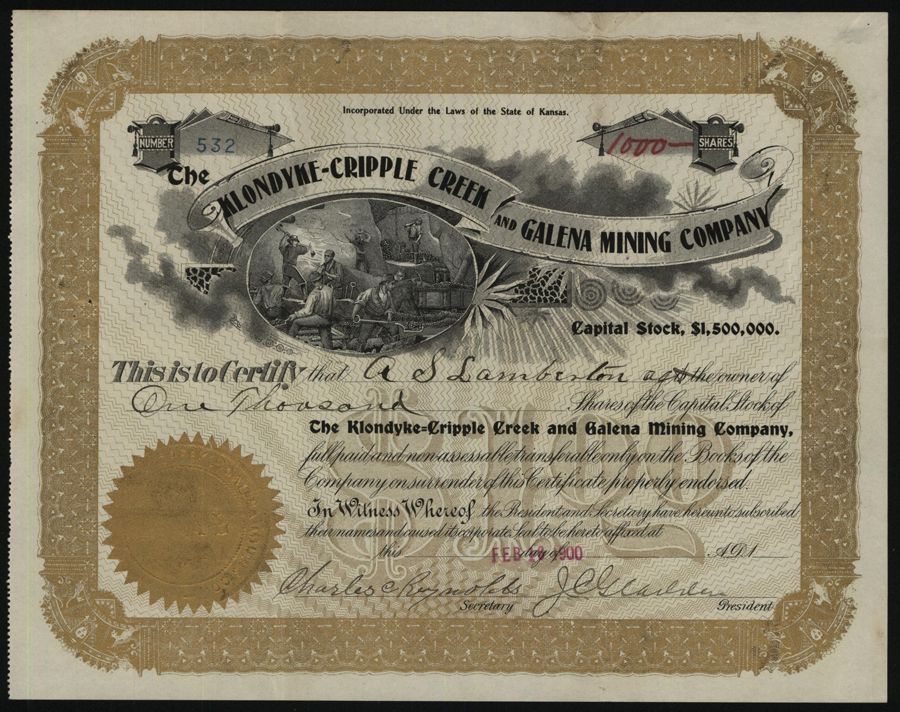 Incorporated Under the Laws of the State of Kansas.
NUMBER 532 1000— SHARES
The KLONDYKE-CRIPPLE CREEK AND GALENA MINING COMPANY
Capital Stock, $1,500,000.
This is to Certify that A S Lamberton agt the owner of
One Thousand Shares of the Capital Stock of
The Klondyke=Cripple Creek and Galena Mining Company,
full paid and non-assessable transferable only on the Books of the
Company on surrender of this Certificate properly endorsed.
In Witness Whereof the President and Secretary have hereunto subscribed
their names and caused its corporate Seal to be hereto affixed at
this FEB 1900 day of A.D. 1
Charles C Reynolds J C Gladden
Secretary President